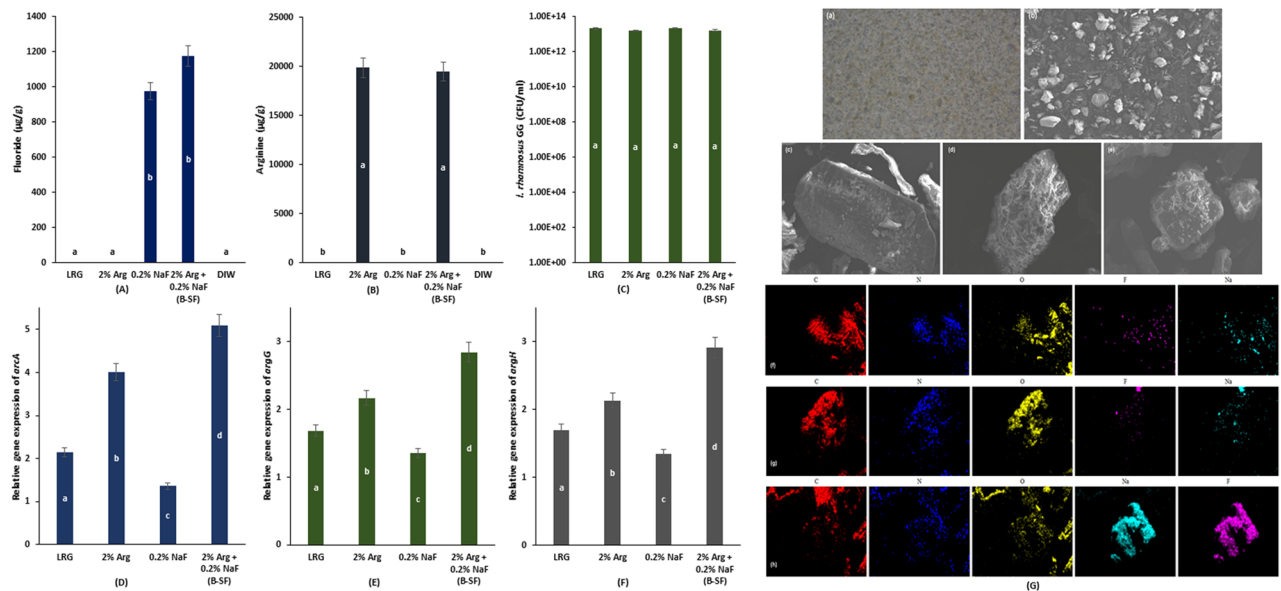 1400
1200
1000
800
600
400
200
0
Fluoride (µg/g)
a
a
b
b
a
LRG
2% Arg
0.2% NaF
2% Arg +
0.2% NaF
(B-SF)
DIW
(A)
25000
20000
15000
10000
5000
0
Arginine (µg/g)
b
a
b
a
b
LRG
2% Arg
0.2% NaF
2% Arg +
0.2% NaF
(B-SF)
DIW
(B)
1.00E+14
1.00E+12
1.00E+10
1.00E+08
1.00E+06
1.00E+04
1.00E+02
1.00E+00
l. rhamnosus GG (CFU/ml)
a
a
a
a
LRG
2% Arg
0.2% NaF
2% Arg +
0.2% NaF
(B-SF)
(C)
5
4
3
2
1
0
Relative gene expression of arcA
a
b
c
d
LRG
2% Arg
0.2% NaF
2% Arg +
0.2% NaF
(B-SF)
(D)
3
2
1
0
Relative gene expression of argG
a
b
c
d
LRG
2% Arg
0.2% NaF
2% Arg +
0.2% NaF
(B-SF)
(E)
3
2
1
0
Relative gene expression of argH
a
b
c
d
LRG
2% Arg
0.2% NaF
2% Arg +
0.2% NaF
(B-SF)
(F)
(a)
(b)
(c)
(d)
(e)
C N O F Na
(f)
C N O F Na
(g)
C N O Na F
(h)
(G)